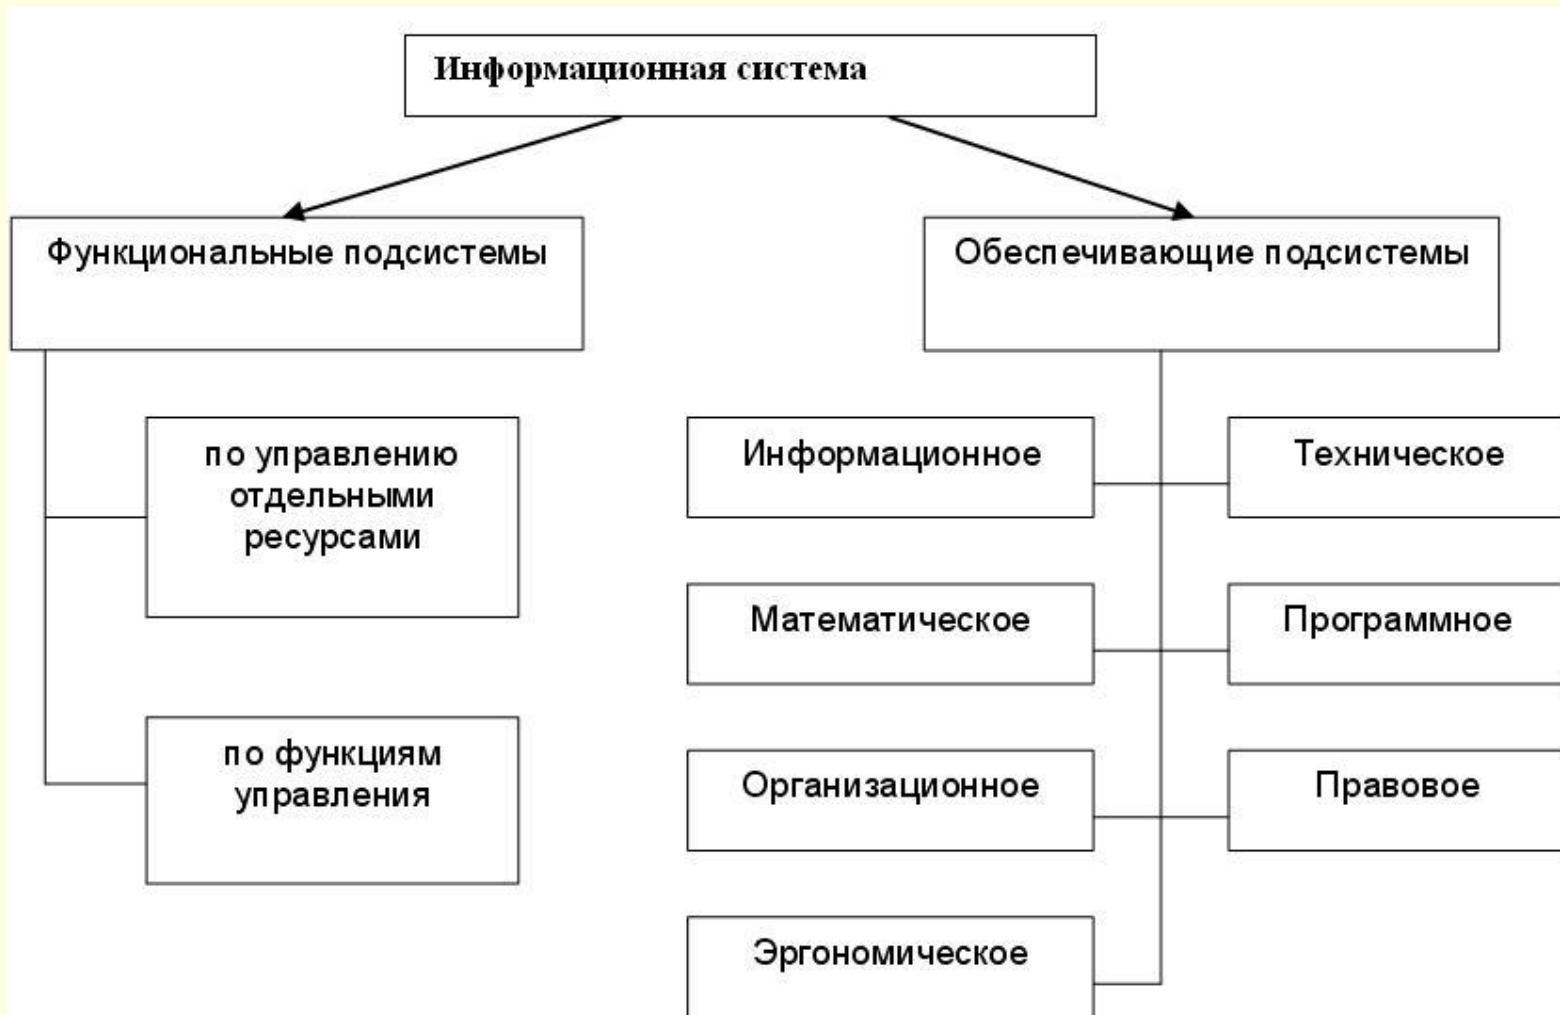 Информационная система
Функциональные подсистемы
Обеспечивающие подсистемы
по управлению
отдельными
ресурсами
по функциям
управления
Информационное
Техническое
Математическое
Программное
Организационное
Правовое
Эргономическое